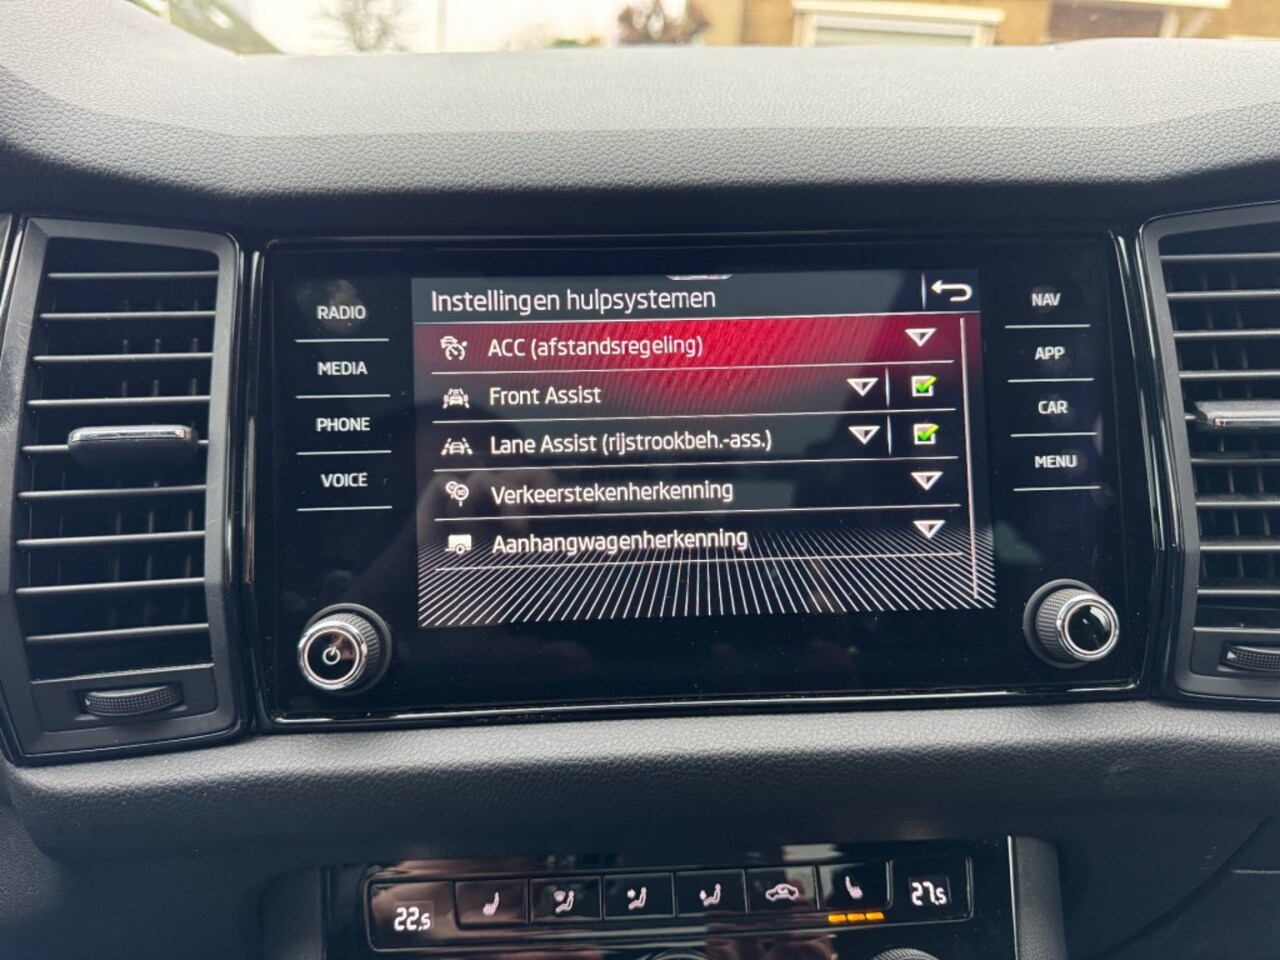 Instellingen hulpsystemen
ACC (afstandsregeling)
Front Assist
Lane Assist (rijstrookbeh.-ass.)
Verkeerstekenherkenning
Aanhangwagenherkenning
RADIO
MEDIA
PHONE
VOICE
NAV
APP
CAR
MENU
22,5
27,5